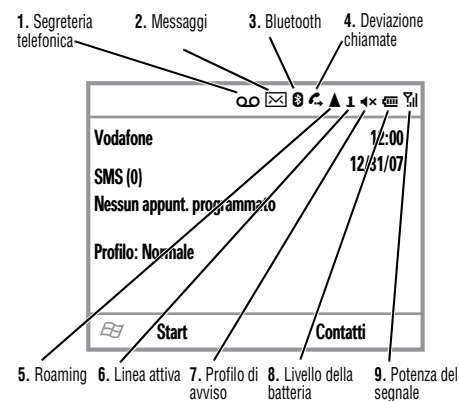 1. Segreteria telefonica
2. Messaggi
3. Bluetooth
4. Deviazione chiamate
1
Vodafone
12:00
12/31/07
SMS (0)
Nessun appunt. programmato
Profilo: Normale
Start
Contatti
5. Roaming
6. Linea attiva
7. Profilo di avviso
8. Livello della batteria
9. Potenza del segnale